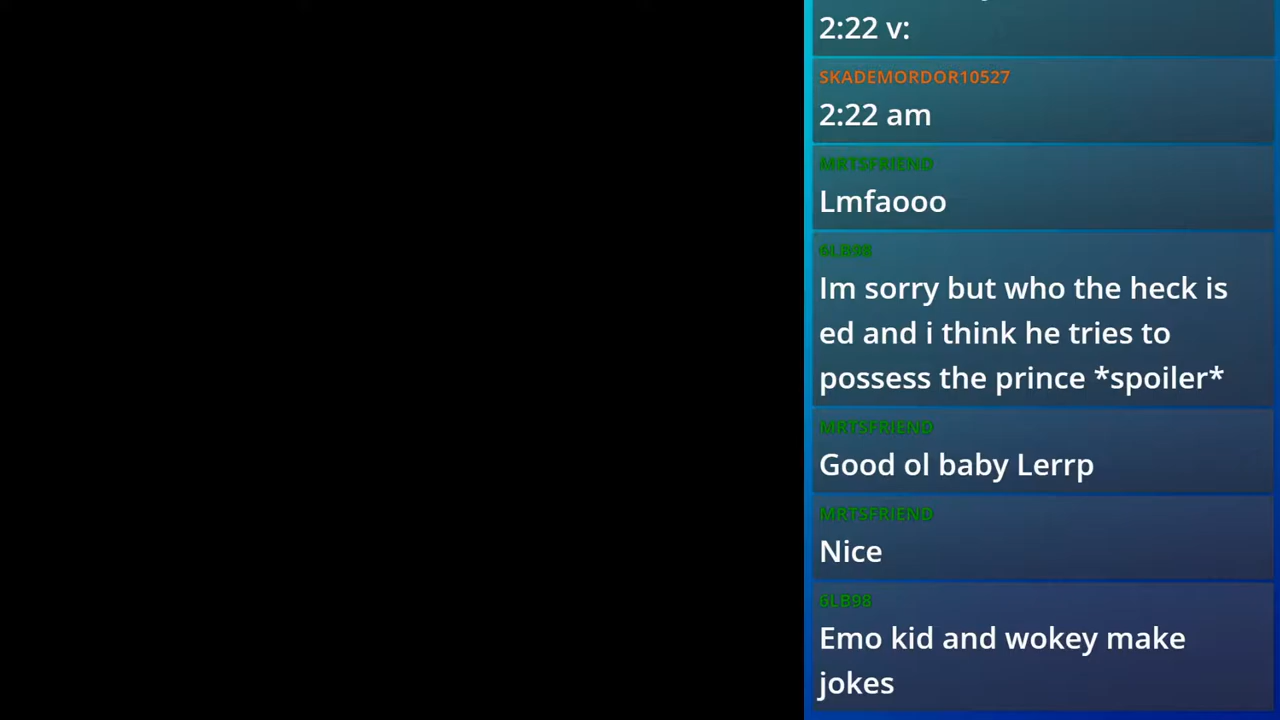 2:22 v:
SKADEMORDOR10527
2:22 am
MRTSFRIEND
Lmfaooo
6LB98
Im sorry but who the heck is
ed and i think he tries to
possess the prince *spoiler*
MRTSFRIEND
Good ol baby Lerrp
MRTSFRIEND
Nice
6LB98
Emo kid and wokey make
jokes